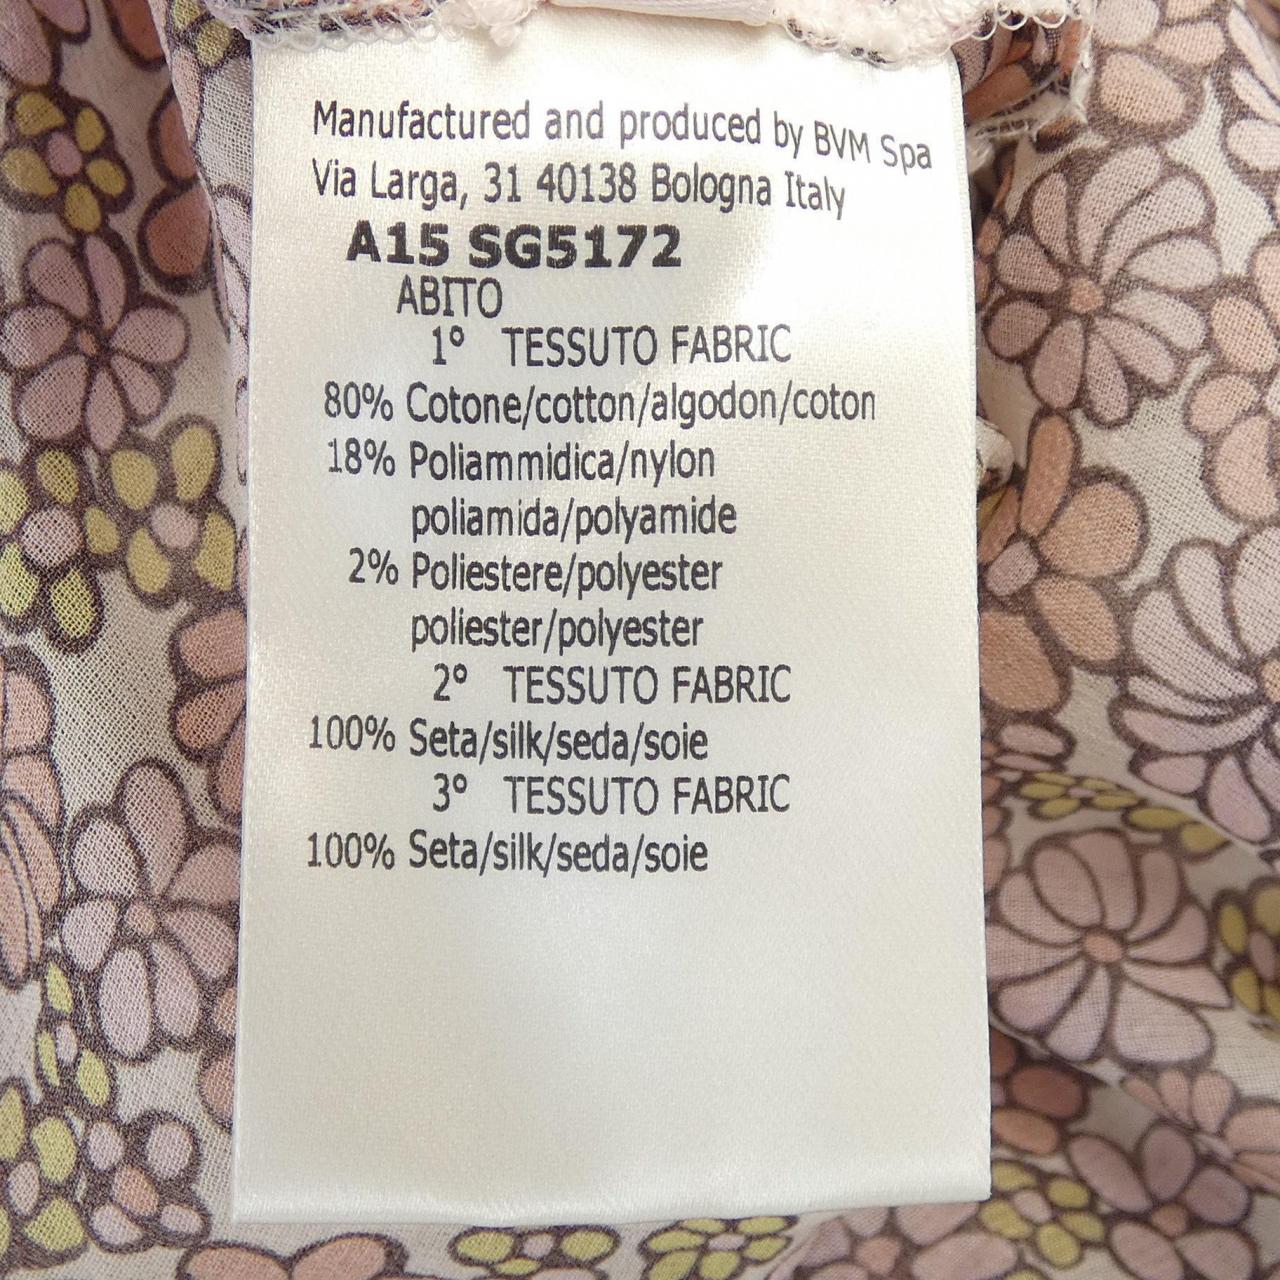 Manufactured and produced by BVM Spa
Via Larga, 31 40138 Bologna Italy
A15 SG5172
ABITO
1° TESSUTO FABRIC
80% Cotone/cotton/algodon/coton
18% Poliammidica/nylon
poliamida/polyamide
2% Poliestere/polyester
poliester/polyester
2° TESSUTO FABRIC
100% Seta/silk/seda/soie
3° TESSUTO FABRIC
100% Seta/silk/seda/soie